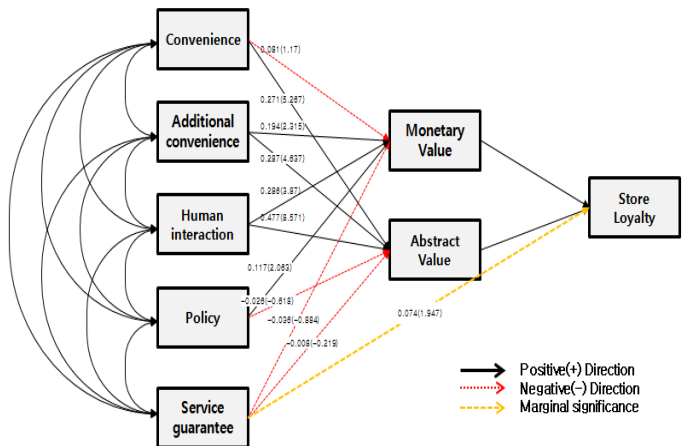 Convenience
0.081(1.17)
0.271(5.267)
Additional
convenience
0.194(2.315)
Monetary
Value
0.287(4.637)
Human
interaction
0.286(3.87)
0.477(8.571)
Store
Loyalty
Abstract
Value
0.117(2.063)
Policy
-0.026(-0.618)
-0.036(-0.884)
0.074(1.947)
-0.009(-0.219)
Service
guarantee
Positive(+) Direction
Negative(-) Direction
Marginal significance